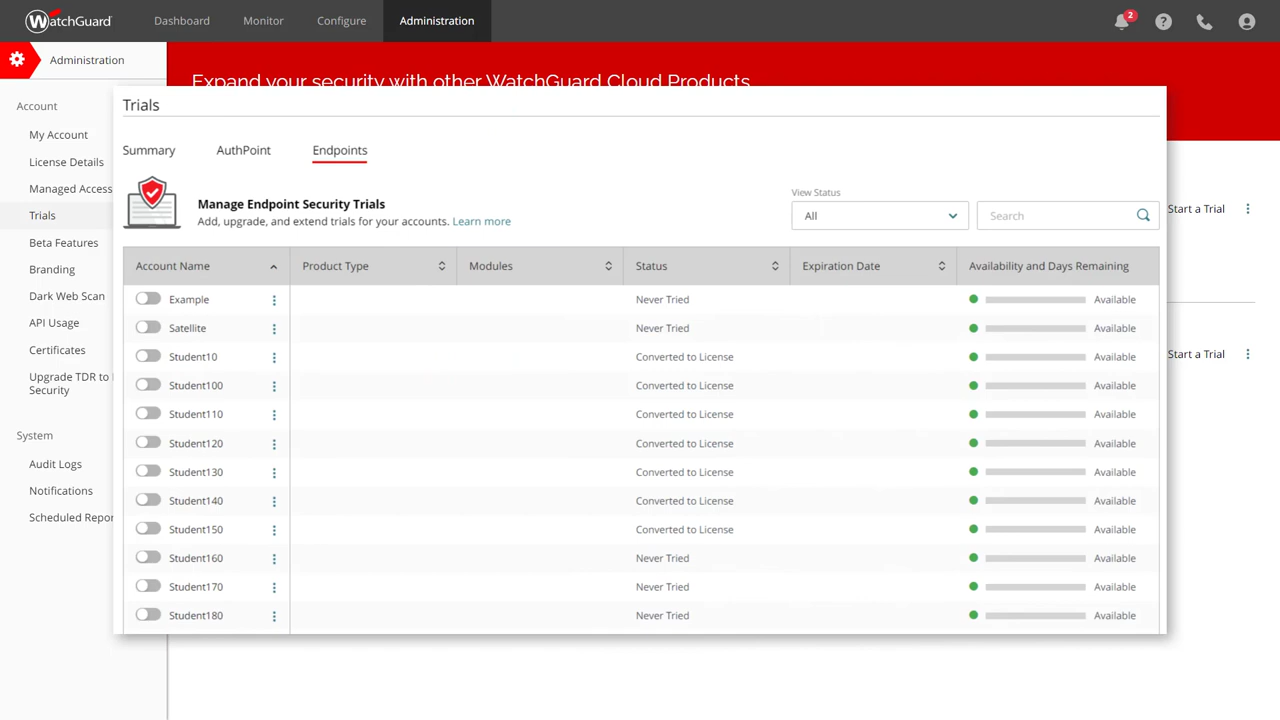 WatchGuard Dashboard Monitor Configure Administration 2
Administration
Expand your security with other WatchGuard Cloud Products
Account
My Account
License Details
Managed Access
Trials
Beta Features
Branding
Dark Web Scan
API Usage
Certificates
Upgrade TDR to
Security
System
Audit Logs
Notifications
Scheduled Repor
Trials
Summary AuthPoint Endpoints
Manage Endpoint Security Trials
Add, upgrade, and extend trials for your accounts. Learn more
View Status
All
Search
Account Name Product Type Modules Status Expiration Date Availability and Days Remaining
Example Never Tried Available
Satellite Never Tried Available
Student10 Converted to License Available
Student100 Converted to License Available
Student110 Converted to License Available
Student120 Converted to License Available
Student130 Converted to License Available
Student140 Converted to License Available
Student150 Converted to License Available
Student160 Never Tried Available
Student170 Never Tried Available
Student180 Never Tried Available
Start a Trial
Start a Trial